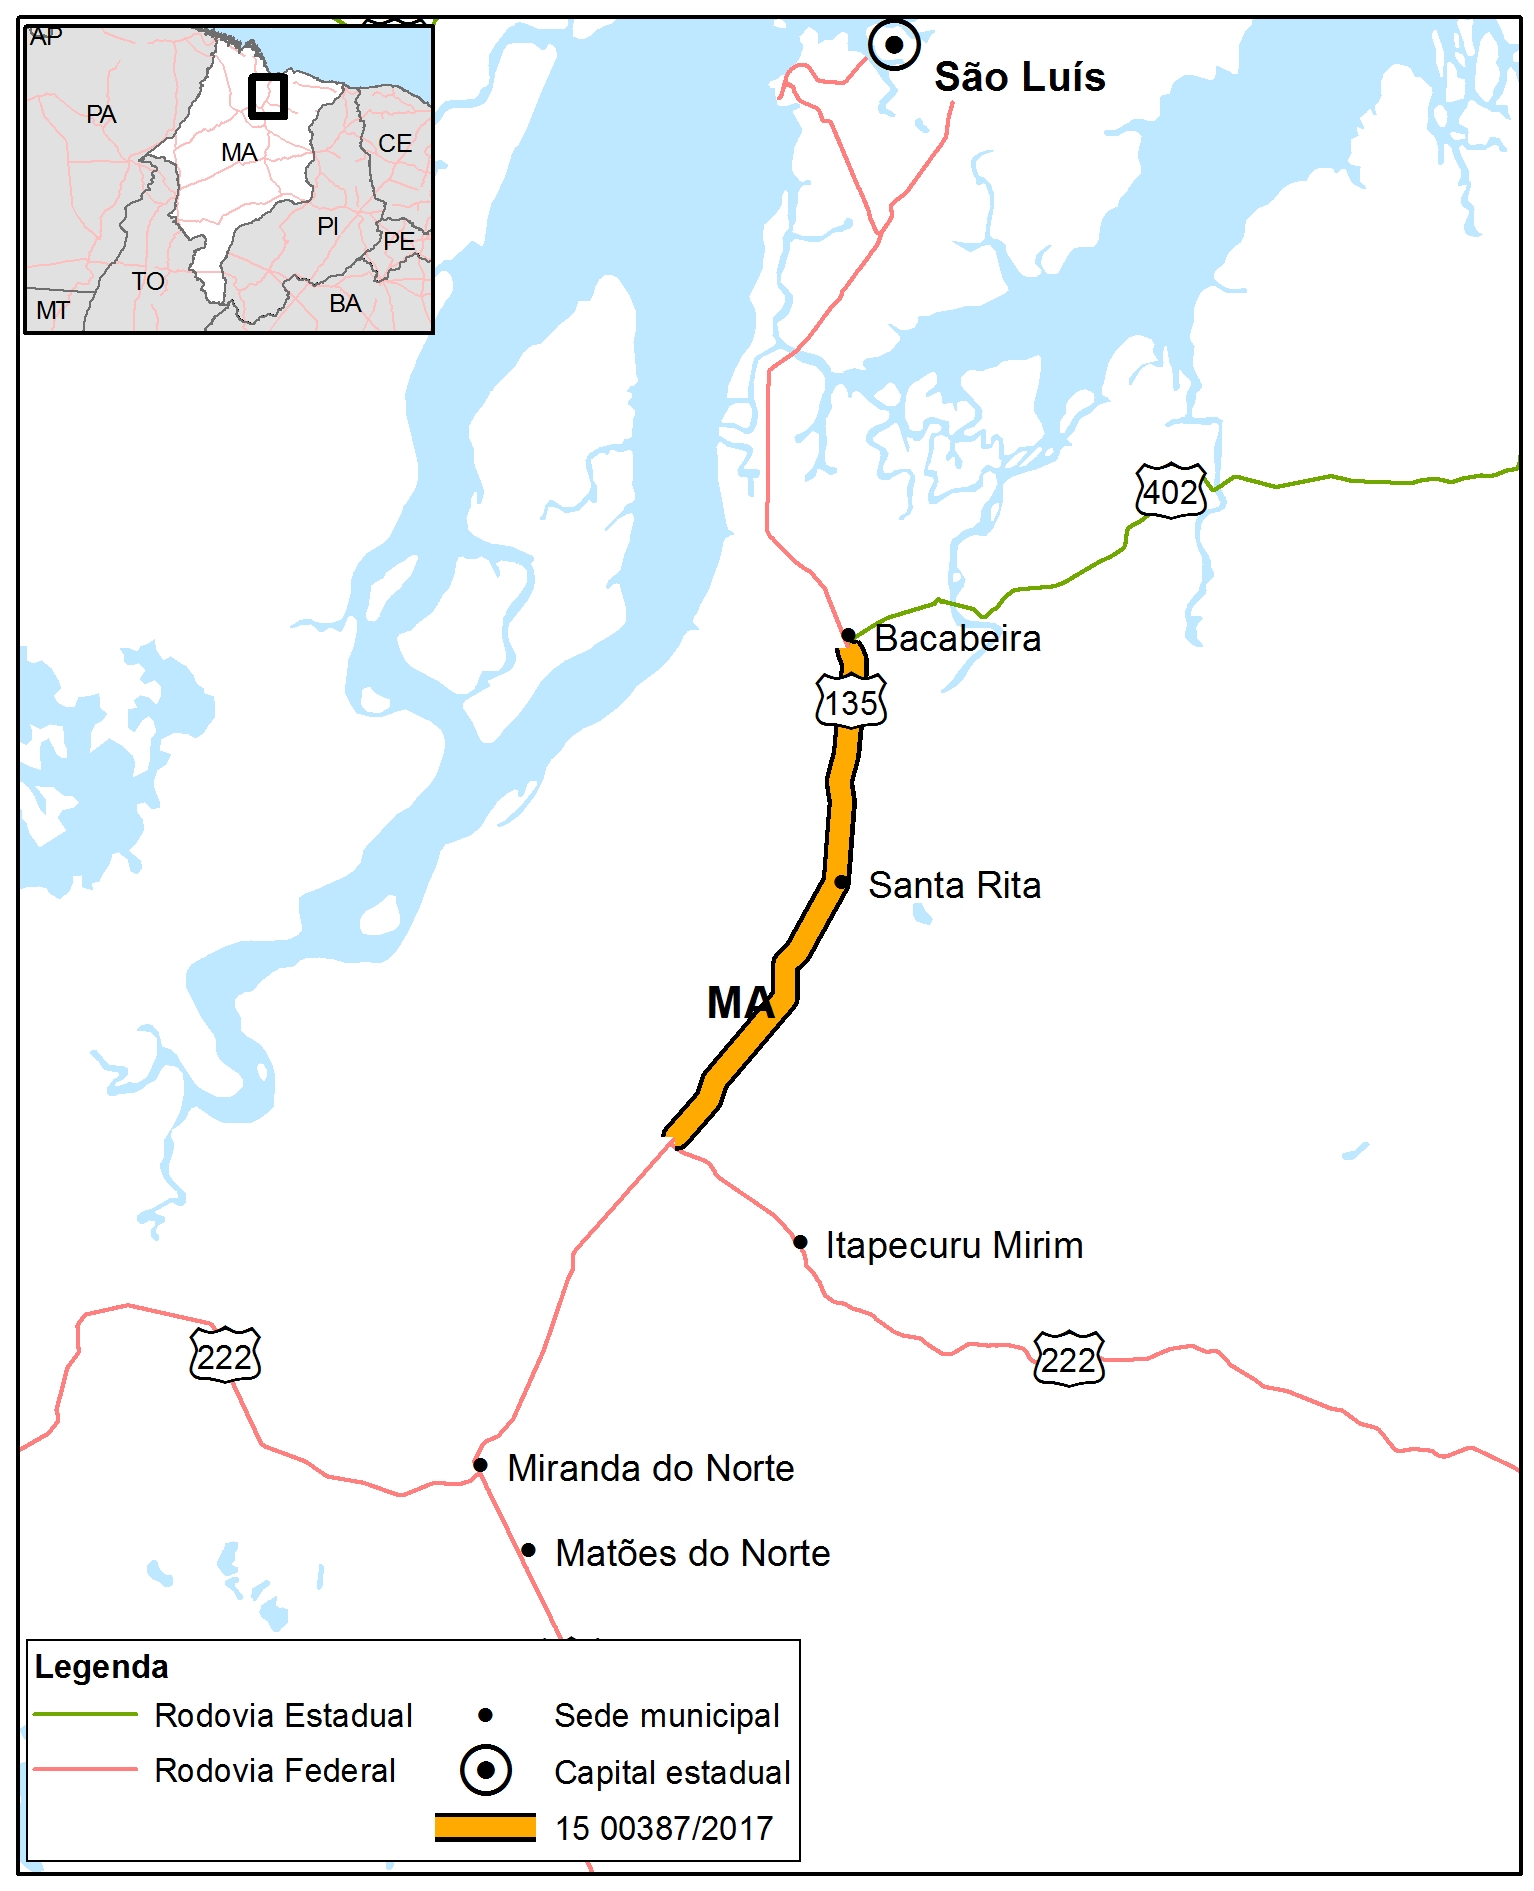 AP
PA
MA
CE
PI
PE
TO
BA
MT
São Luís
402
Bacabeira
135
Santa Rita
MA
Itapecuru Mirim
222
222
Miranda do Norte
Matões do Norte
Legenda
Rodovia Estadual
Sede municipal
Rodovia Federal
Capital estadual
15 00387/2017